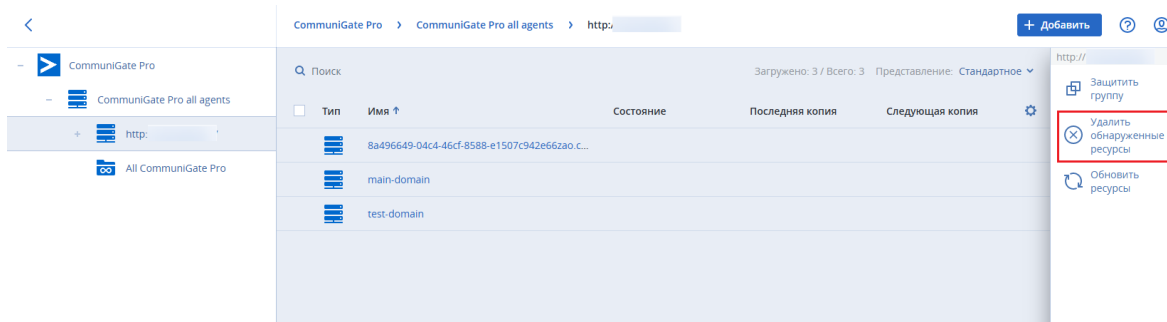 CommuniGate Pro > CommuniGate Pro all agents > http:/
+ Добавить
CommuniGate Pro
CommuniGate Pro all agents
http:
All CommuniGate Pro
Поиск
Загружено: 3 / Всего: 3 Представление: Стандартное
Тип Имя ↑ Состояние Последняя копия Следующая копия
8a496649-04c4-46cf-8588-e1507c942e66zao.c...
main-domain
test-domain
http://
Защитить
группу
Удалить
обнаруженные
ресурсы
Обновить
ресурсы